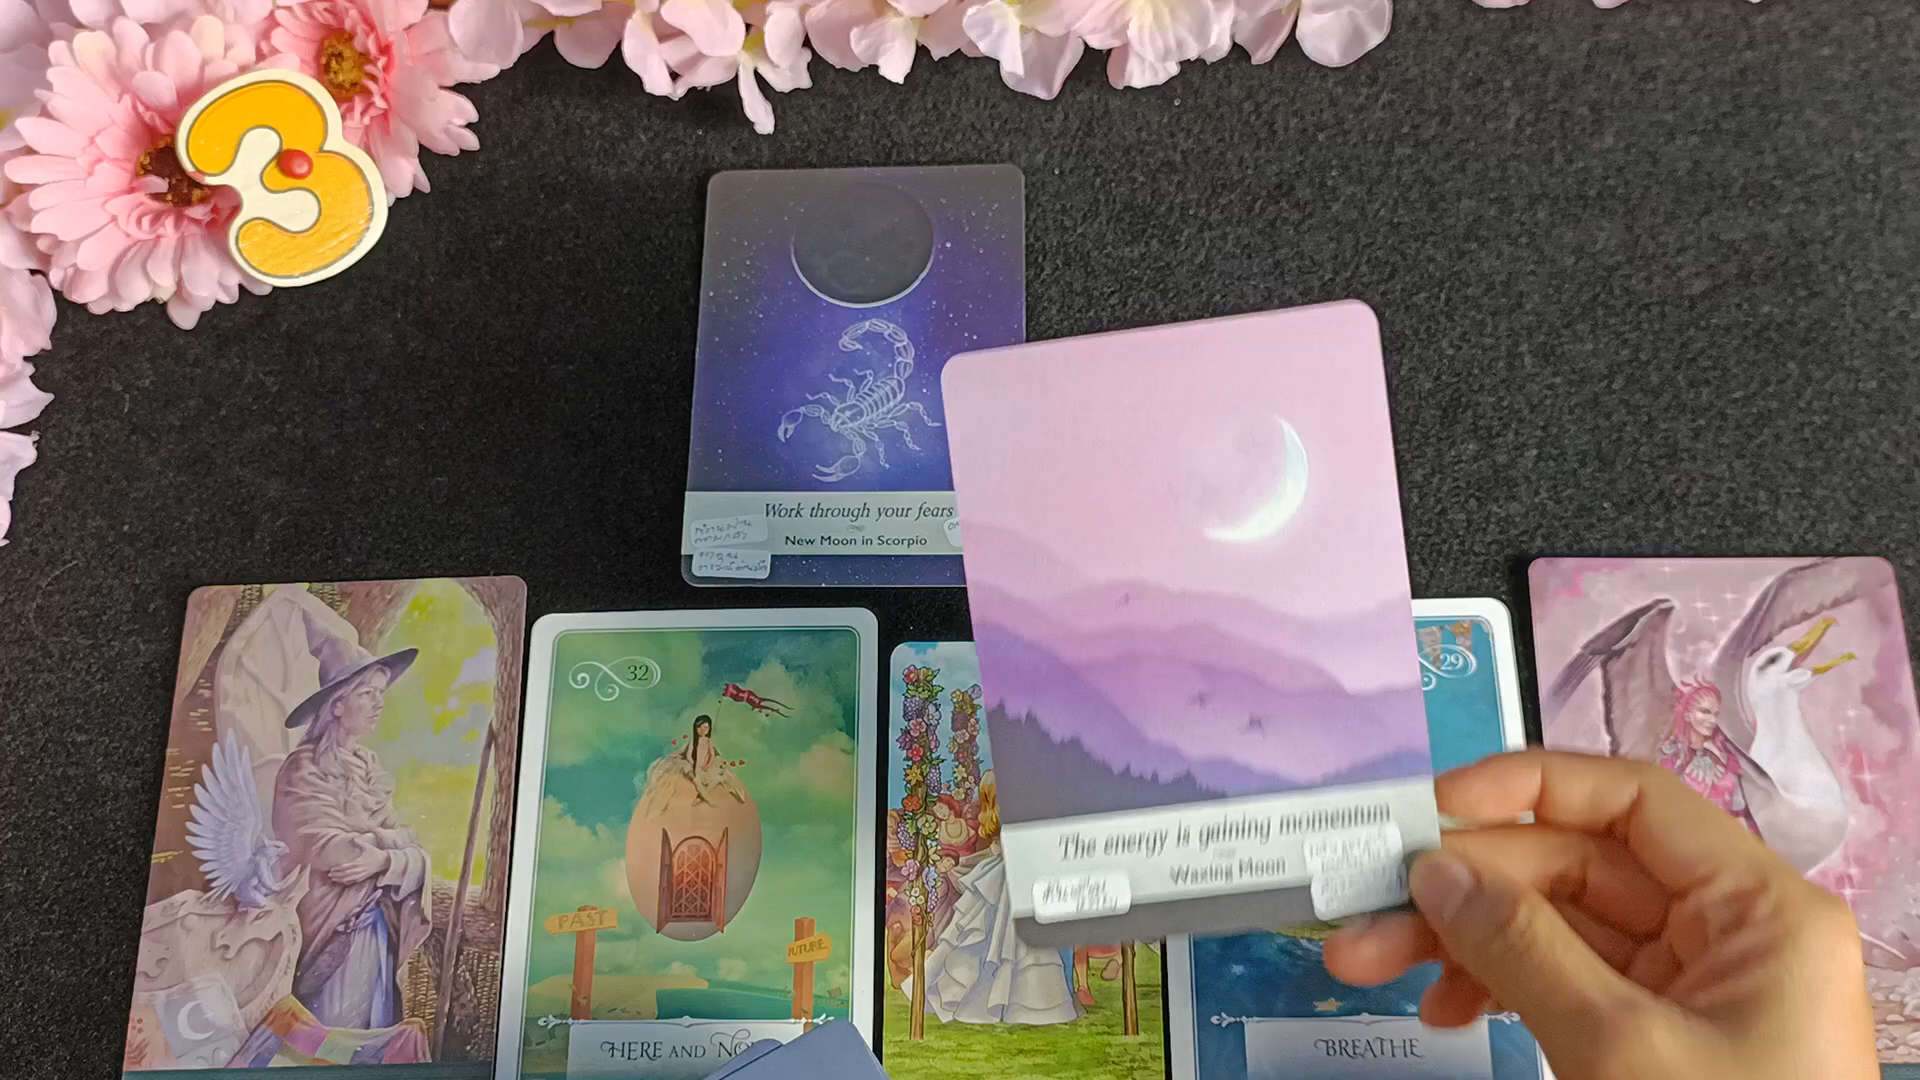 3
Work through your fears
New Moon in Scorpio
The energy is gaining momentum
Waxing Moon
32
PAST
FUTURE
HERE AND NO
29
BREATHE